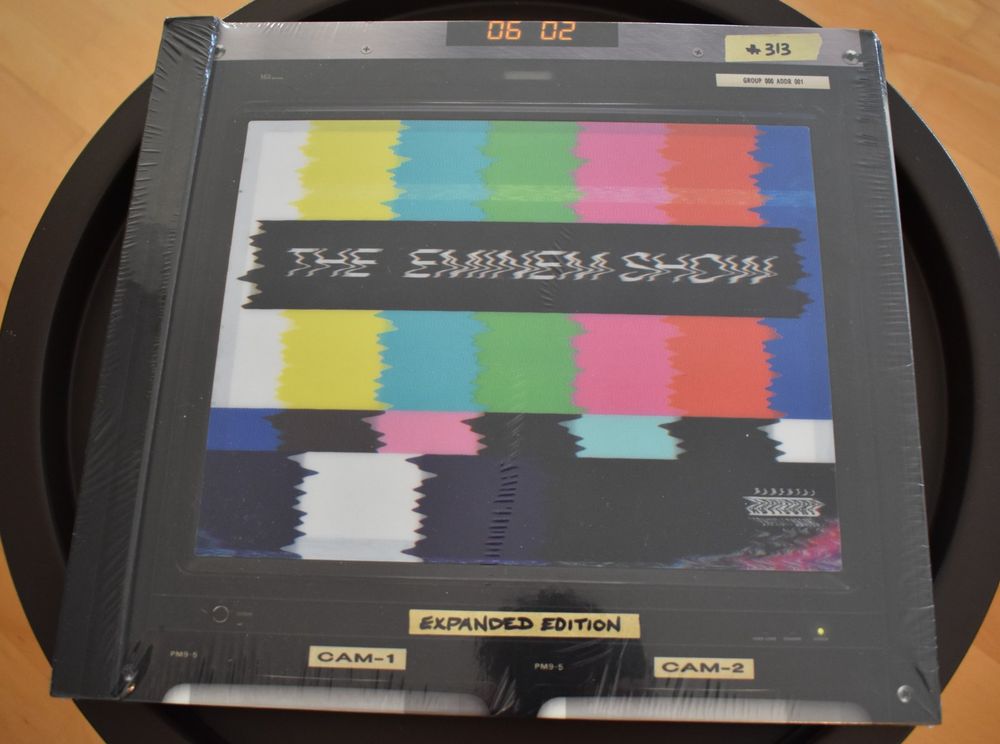 06 02
#313
GROUP 000 ADDR 001
THE EMINEM SHOW
EXPANDED EDITION
PM9-5
CAM-1
PM9-5
CAM-2